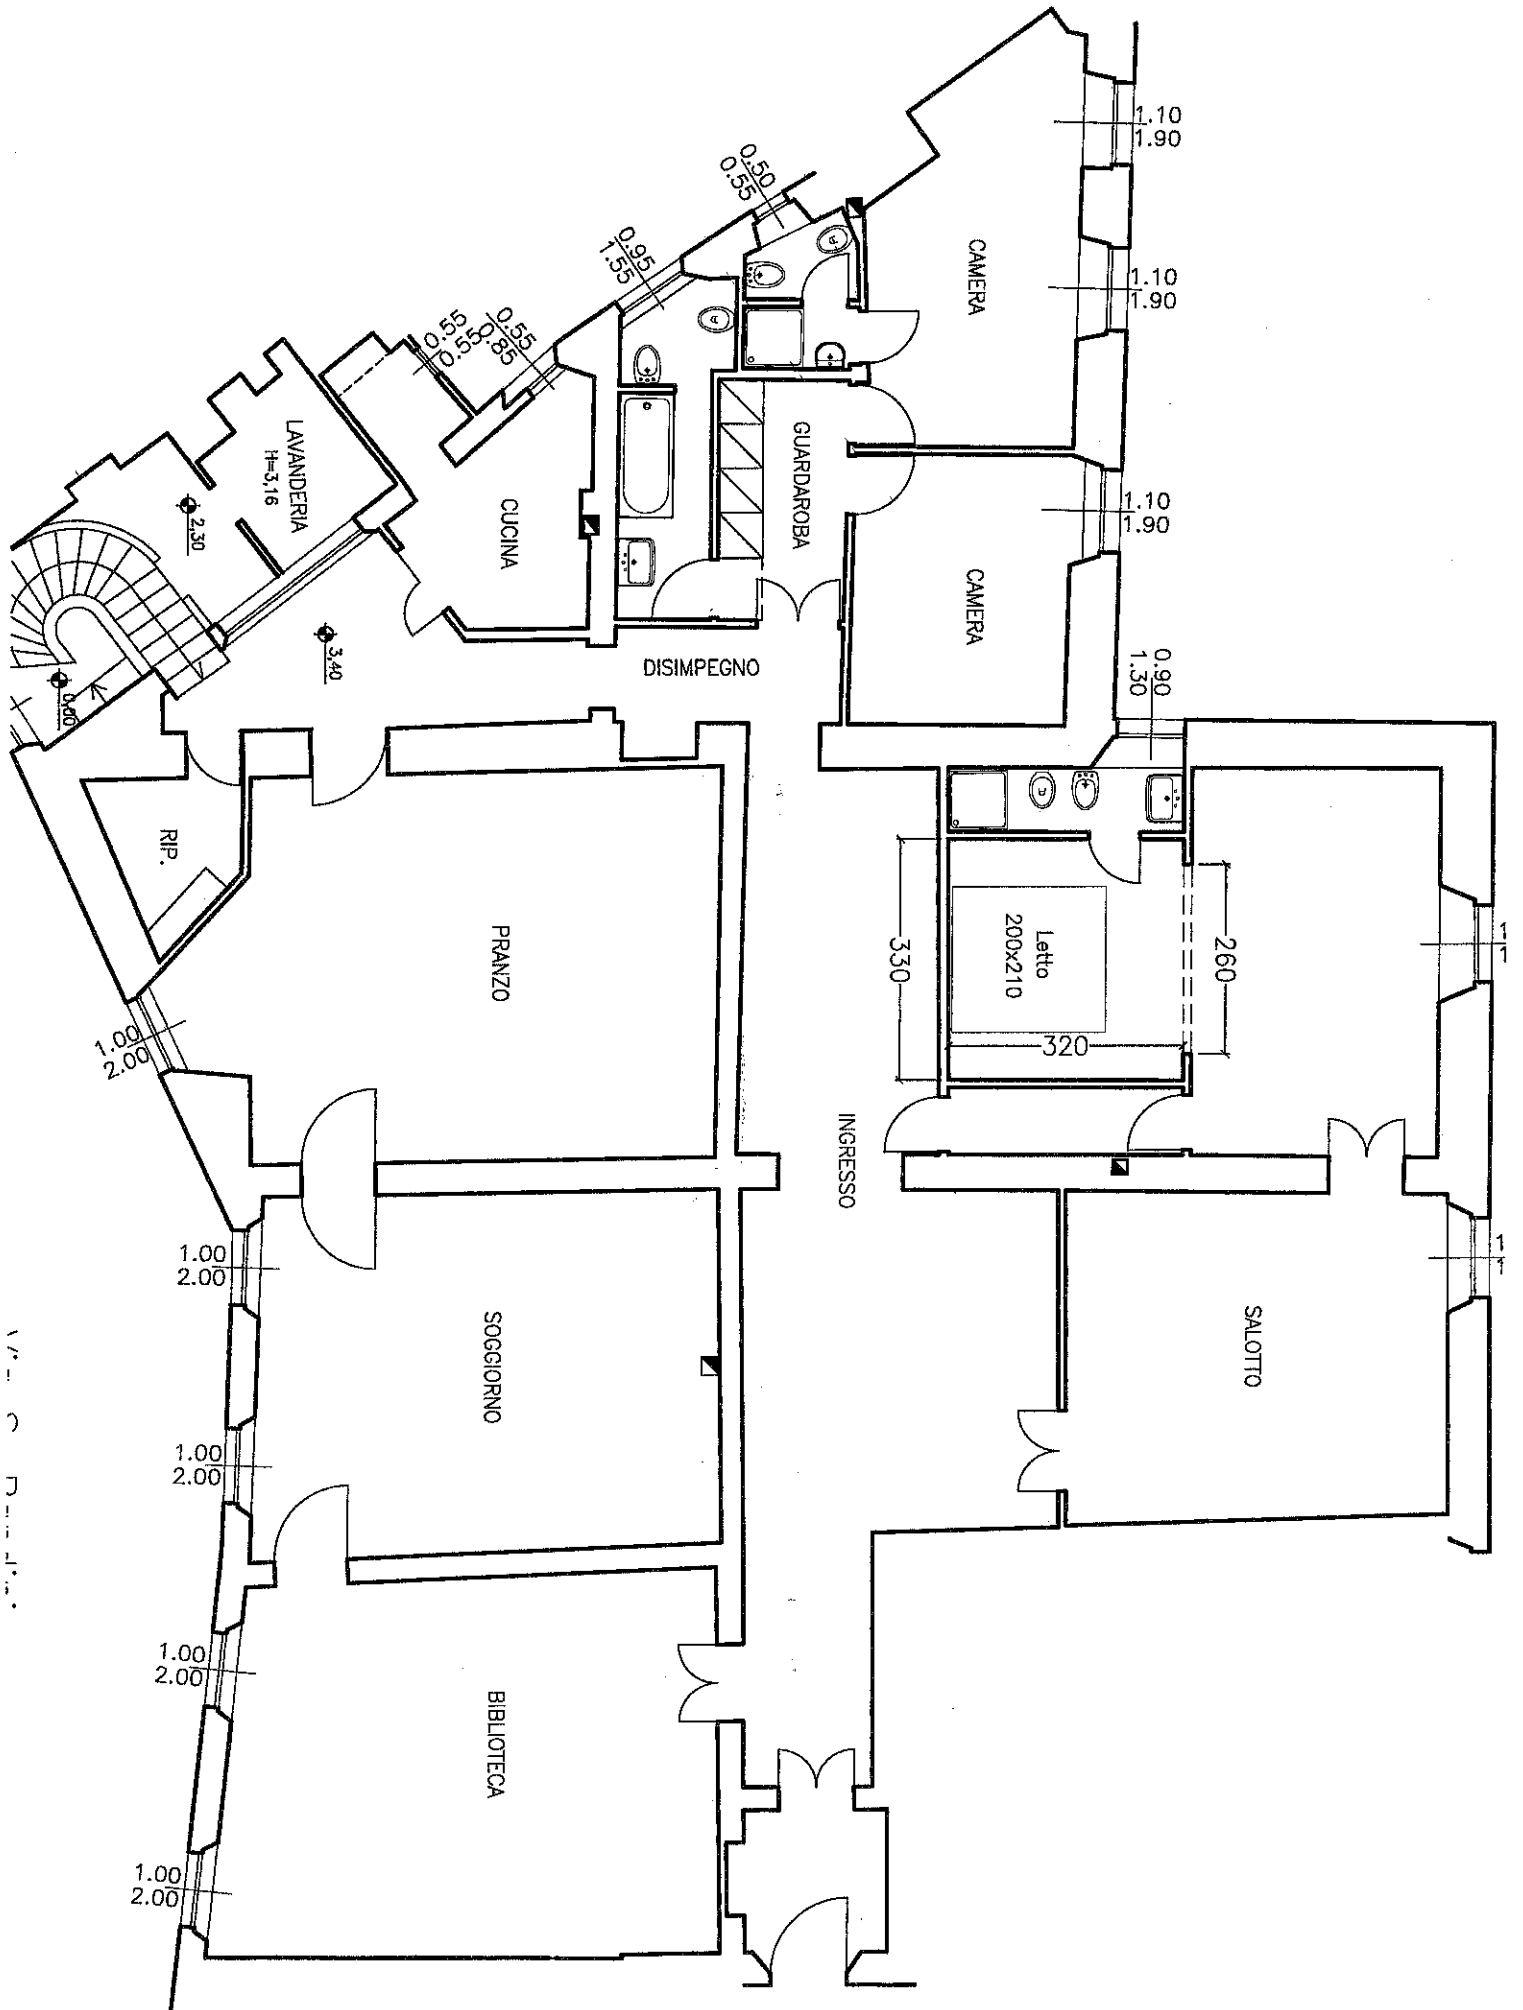 1.10
1.90
1.10
1.90
1.10
1.90
0.50
0.55
0.95
1.55
0.55
0.85
0.55
0.55
CAMERA
CAMERA
GUARDAROBA
LAVANDERIA
H=3,16
CUCINA
2,30
3,40
0,00
DISIMPEGNO
0.90
1.30
RIP.
PRANZO
Letto
200x210
330
260
320
1.00
2.00
INGRESSO
SALOTTO
SOGGIORNO
1.00
2.00
1.00
2.00
BIBLIOTECA
1.00
2.00
1.00
2.00